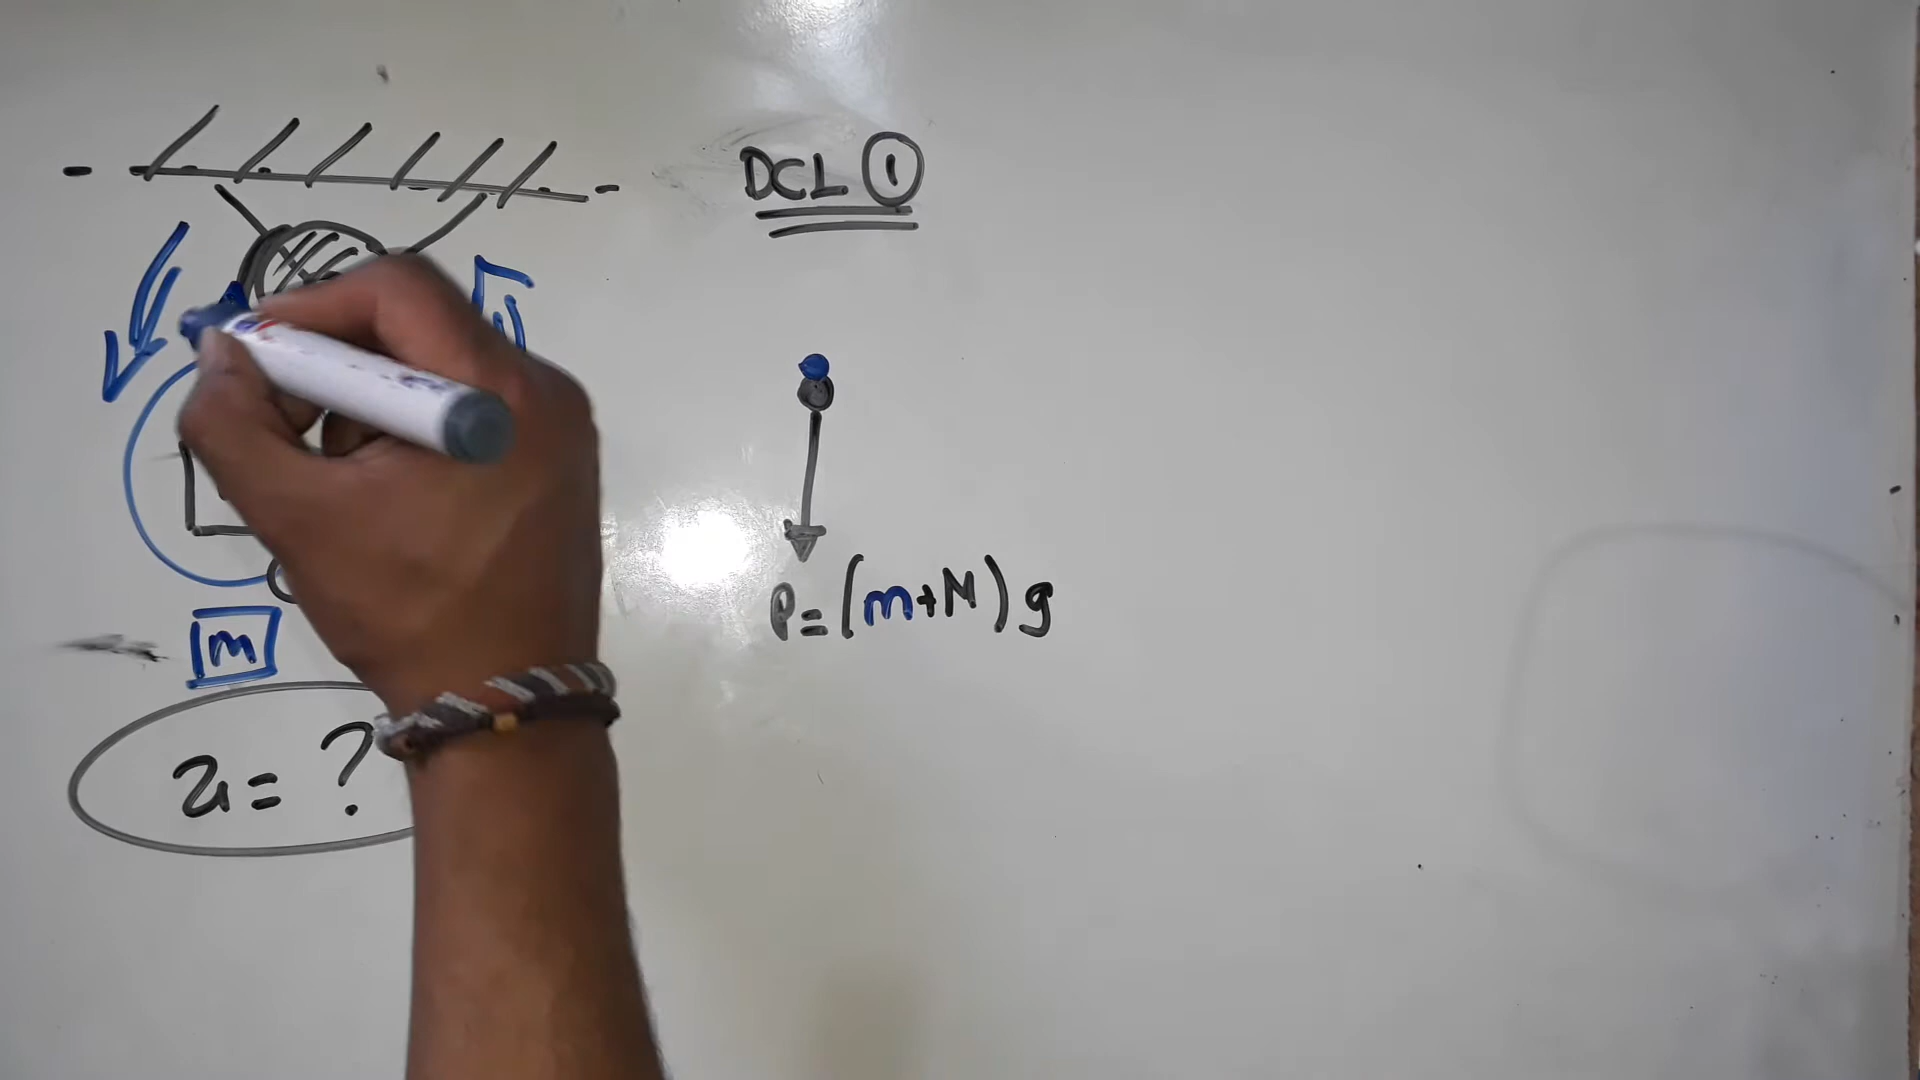 DCL ①
m
P = (m+M) g
a = ?